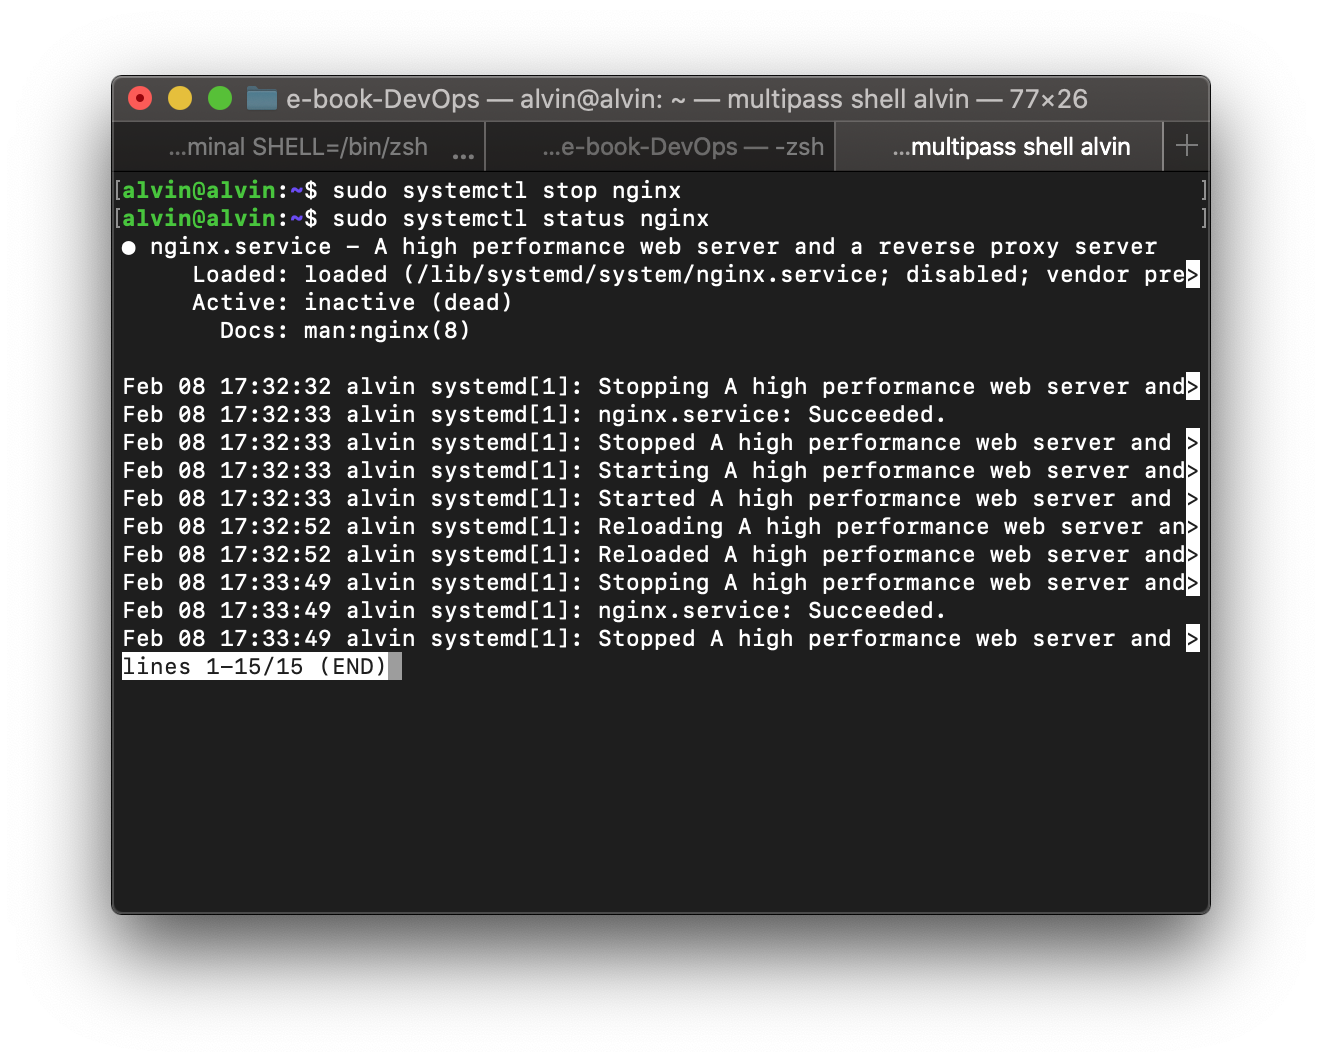 e-book-DevOps — alvin@alvin: ~ — multipass shell alvin — 77×26
...minal SHELL=/bin/zsh ... ...e-book-DevOps — -zsh ...multipass shell alvin +
[alvin@alvin:~$ sudo systemctl stop nginx ]
[alvin@alvin:~$ sudo systemctl status nginx ]
● nginx.service – A high performance web server and a reverse proxy server
Loaded: loaded (/lib/systemd/system/nginx.service; disabled; vendor pre>
Active: inactive (dead)
Docs: man:nginx(8)
Feb 08 17:32:32 alvin systemd[1]: Stopping A high performance web server and>
Feb 08 17:32:33 alvin systemd[1]: nginx.service: Succeeded.
Feb 08 17:32:33 alvin systemd[1]: Stopped A high performance web server and >
Feb 08 17:32:33 alvin systemd[1]: Starting A high performance web server and>
Feb 08 17:32:33 alvin systemd[1]: Started A high performance web server and >
Feb 08 17:32:52 alvin systemd[1]: Reloading A high performance web server an>
Feb 08 17:32:52 alvin systemd[1]: Reloaded A high performance web server and>
Feb 08 17:33:49 alvin systemd[1]: Stopping A high performance web server and>
Feb 08 17:33:49 alvin systemd[1]: nginx.service: Succeeded.
Feb 08 17:33:49 alvin systemd[1]: Stopped A high performance web server and >
lines 1–15/15 (END)